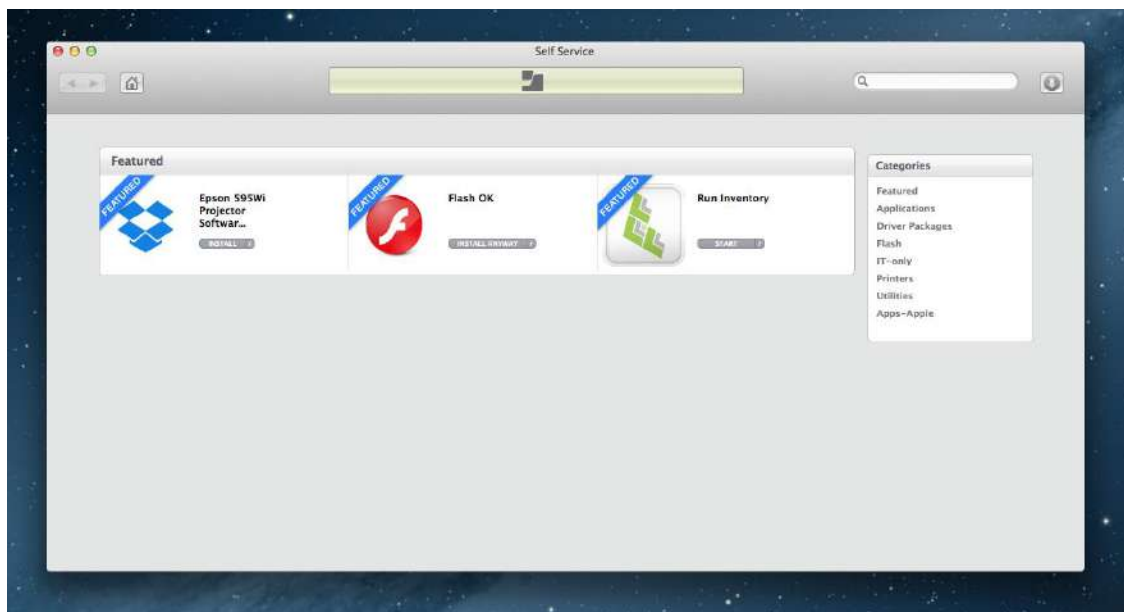 Self Service
Featured
FEATURED
Epson 595Wi
Projector
Softwar...
INSTALL
FEATURED
Flash OK
INSTALL ANYWAY
FEATURED
Run Inventory
START
Categories
Featured
Applications
Driver Packages
Flash
IT-only
Printers
Utilities
Apps-Apple